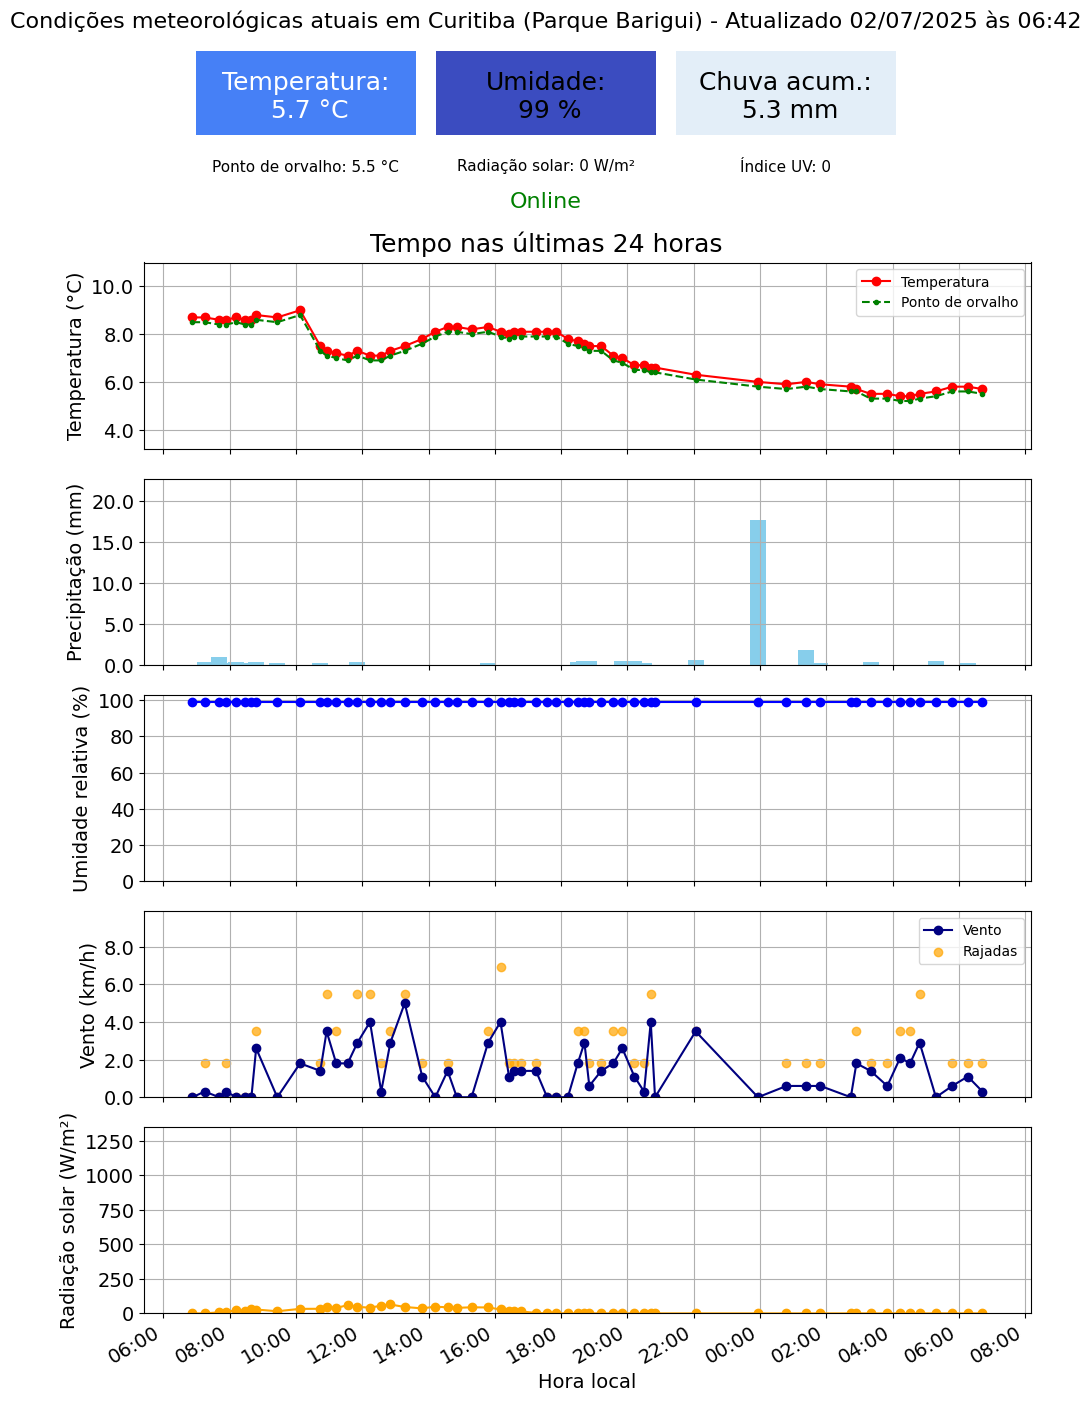 Condições meteorológicas atuais em Curitiba (Parque Barigui) - Atualizado 02/07/2025 às 06:42
Temperatura:
5.7 °C
Umidade:
99 %
Chuva acum.:
5.3 mm
Ponto de orvalho: 5.5 °C
Radiação solar: 0 W/m²
Índice UV: 0
Online
Tempo nas últimas 24 horas
Temperatura (°C)
10.0
8.0
6.0
4.0
Temperatura
Ponto de orvalho
Precipitação (mm)
20.0
15.0
10.0
5.0
0.0
Umidade relativa (%)
100
80
60
40
20
0
Vento (km/h)
8.0
6.0
4.0
2.0
0.0
Vento
Rajadas
Radiação solar (W/m²)
1250
1000
750
500
250
0
06:00 08:00 10:00 12:00 14:00 16:00 18:00 20:00 22:00 00:00 02:00 04:00 06:00 08:00
Hora local